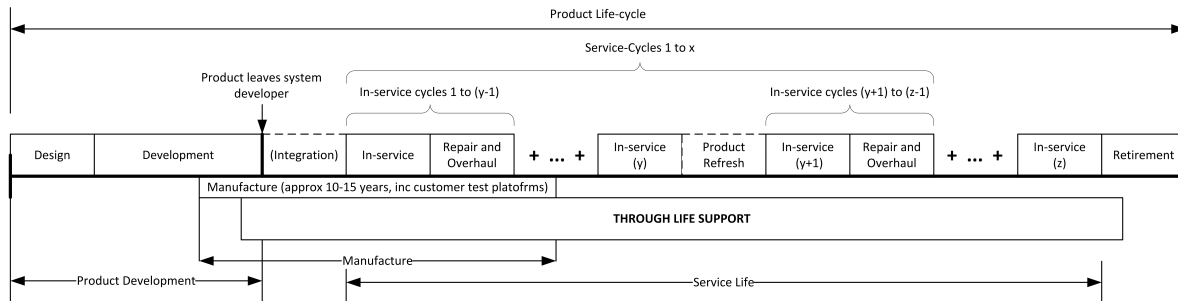 Product Life-cycle
Service-Cycles 1 to x
Product leaves system
developer
In-service cycles 1 to (y-1)
In-service cycles (y+1) to (z-1)
Design
Development
(Integration)
In-service
Repair and
Overhaul
+ ... +
In-service
(y)
Product
Refresh
In-service
(y+1)
Repair and
Overhaul
+ ... +
In-service
(z)
Retirement
Manufacture (approx 10-15 years, inc customer test platofrms)
THROUGH LIFE SUPPORT
Manufacture
Product Development
Service Life